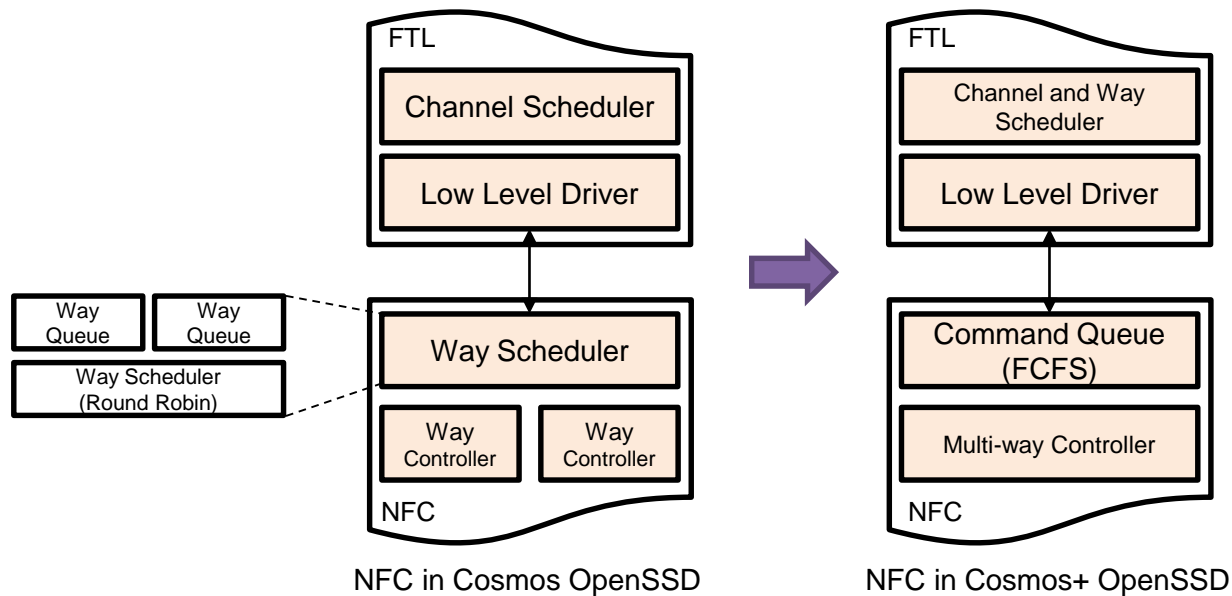 FTL
Channel Scheduler
Low Level Driver
Way
Queue
Way
Queue
Way Scheduler
(Round Robin)
Way Scheduler
Way
Controller
Way
Controller
NFC
NFC in Cosmos OpenSSD
FTL
Channel and Way
Scheduler
Low Level Driver
Command Queue
(FCFS)
Multi-way Controller
NFC
NFC in Cosmos+ OpenSSD